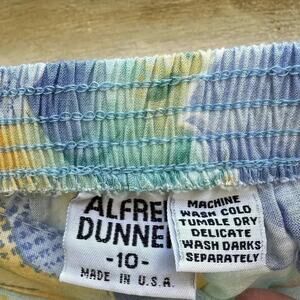 ALFRE
DUNNE
-10-
MADE IN U.S.A.
MACHINE
WASH COLD
TUMBLE DRY
DELICATE
WASH DARKS
SEPARATELY